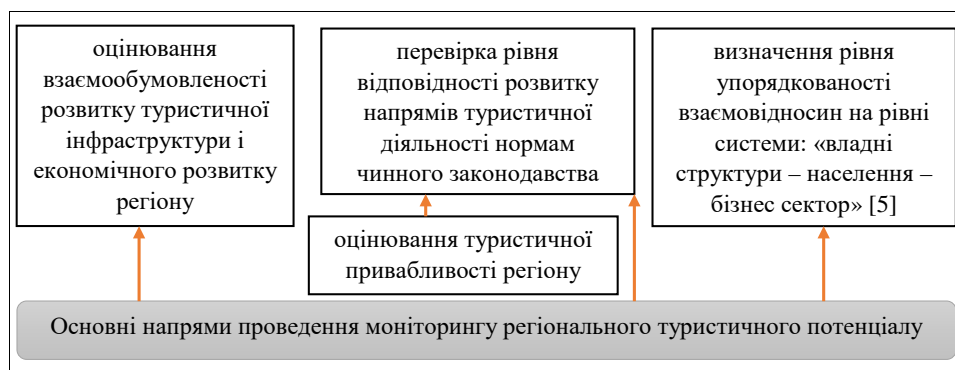 оцінювання
взаємообумовленості
розвитку туристичної
інфраструктури і
економічного розвитку
регіону
перевірка рівня
відповідності розвитку
напрямів туристичної
діяльності нормам
чинного законодавства
визначення рівня
упорядкованості
взаємовідносин на рівні
системи: «владні
структури – населення –
бізнес сектор» [5]
оцінювання туристичної
привабливості регіону
Основні напрями проведення моніторингу регіонального туристичного потенціалу